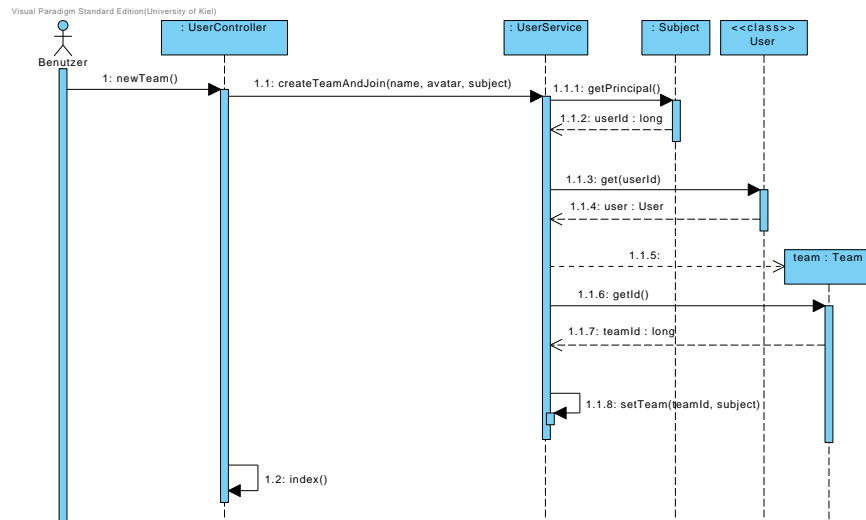 Visual Paradigm Standard Edition(University of Kiel)
: UserController
: UserService
: Subject
<<class>>
User
Benutzer
1: newTeam()
1.1: createTeamAndJoin(name, avatar, subject)
1.1.1: getPrincipal()
1.1.2: userId : long
1.1.3: get(userId)
1.1.4: user : User
1.1.5:
team : Team
1.1.6: getId()
1.1.7: teamId : long
1.1.8: setTeam(teamId, subject)
1.2: index()